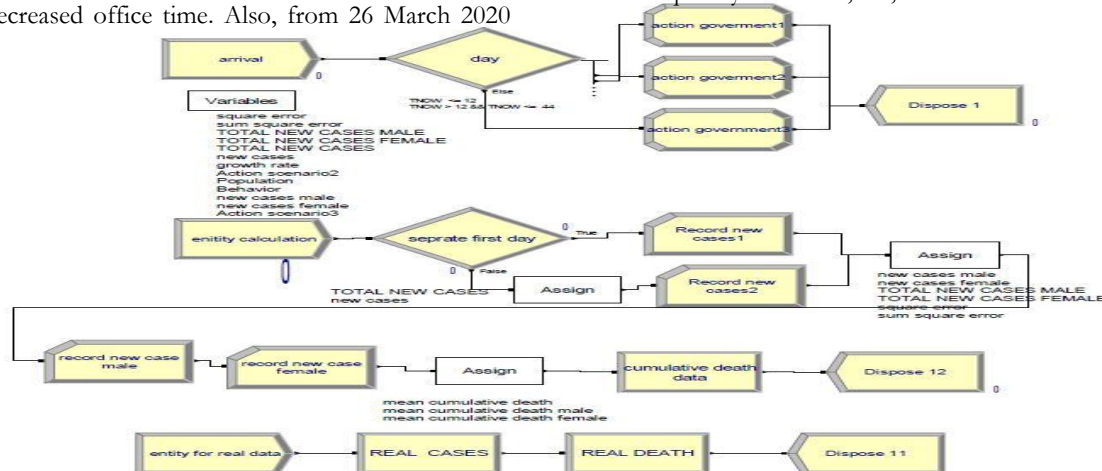 ecreased office time. Also, from 26 March 2020
arrival
0
day
Else
TNOW <= 12
TNOW > 12 && TNOW <= 44
action goverment1
action goverment2
action government3
Dispose 1
0
Variables
square error
sum square error
TOTAL NEW CASES MALE
TOTAL NEW CASES FEMALE
TOTAL NEW CASES
new cases
growth rate
Action scenario2
Population
Behavior
new cases male
new cases female
Action scenario3
enitity calculation
0
seprate first day
0
True
0
False
TOTAL NEW CASES
new cases
Assign
Record new
cases1
Record new
cases2
Assign
new cases male
new cases female
TOTAL NEW CASES MALE
TOTAL NEW CASES FEMALE
square error
sum square error
record new case
male
record new case
female
Assign
mean cumulative death
mean cumulative death male
mean cumulative death female
cumulative death
data
Dispose 12
0
entity for real data
REAL CASES
REAL DEATH
Dispose 11